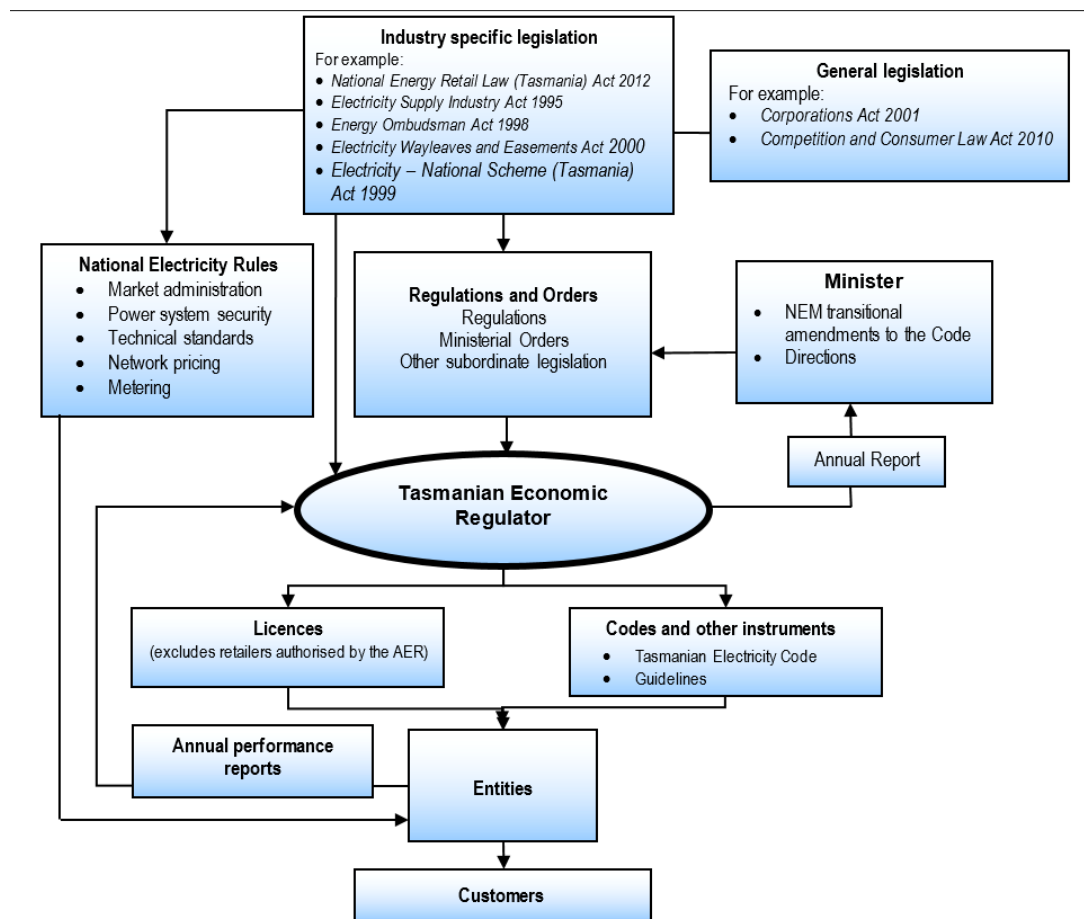 Industry specific legislation
For example:
• National Energy Retail Law (Tasmania) Act 2012
• Electricity Supply Industry Act 1995
• Energy Ombudsman Act 1998
• Electricity Wayleaves and Easements Act 2000
• Electricity – National Scheme (Tasmania)
Act 1999
General legislation
For example:
• Corporations Act 2001
• Competition and Consumer Law Act 2010
National Electricity Rules
• Market administration
• Power system security
• Technical standards
• Network pricing
• Metering
Regulations and Orders
Regulations
Ministerial Orders
Other subordinate legislation
Minister
• NEM transitional
amendments to the Code
• Directions
Annual Report
Tasmanian Economic
Regulator
Licences
(excludes retailers authorised by the AER)
Codes and other instruments
• Tasmanian Electricity Code
• Guidelines
Annual performance
reports
Entities
Customers